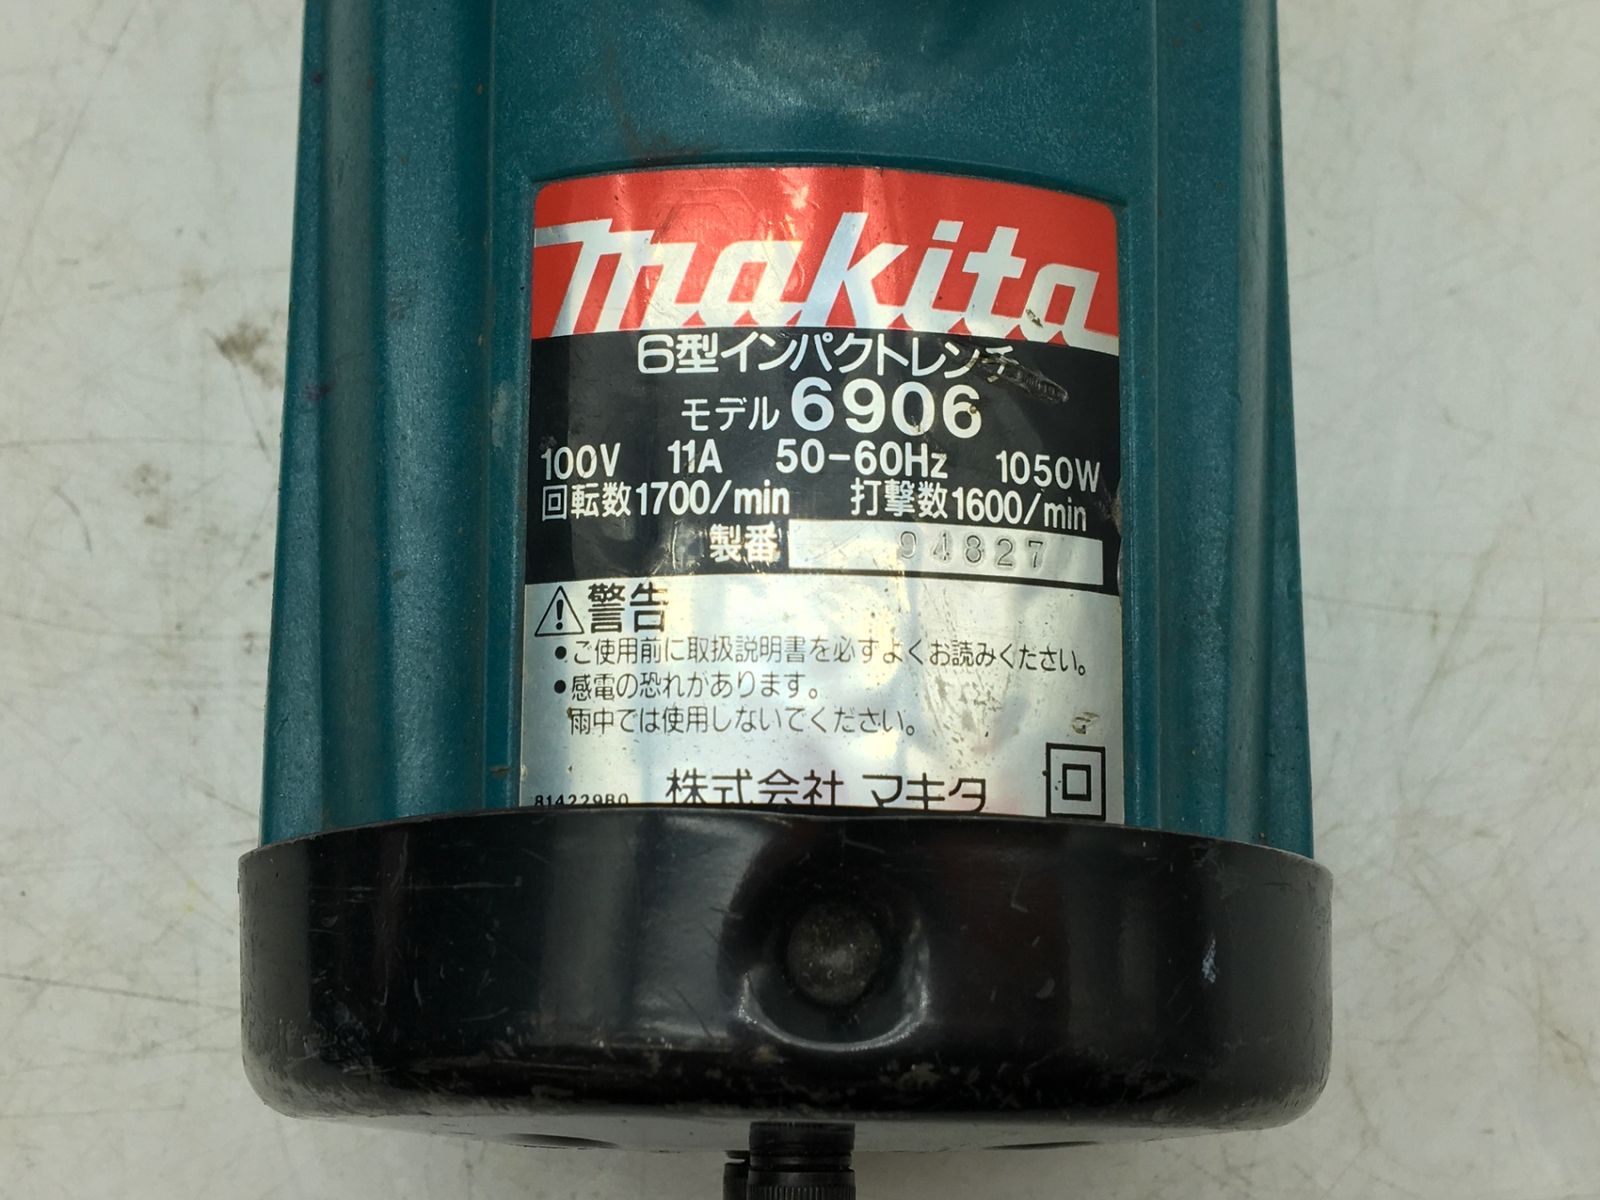 makita
6型インパクトレンチ
モデル 6906
100V 11A 50-60Hz 1050W
回転数1700/min 打撃数1600/min
製番 94827
警告
•ご使用前に取扱説明書を必ずよくお読みください。
•感電の恐れがあります。
雨中では使用しないでください。
814229B0 株式会社 マキタ